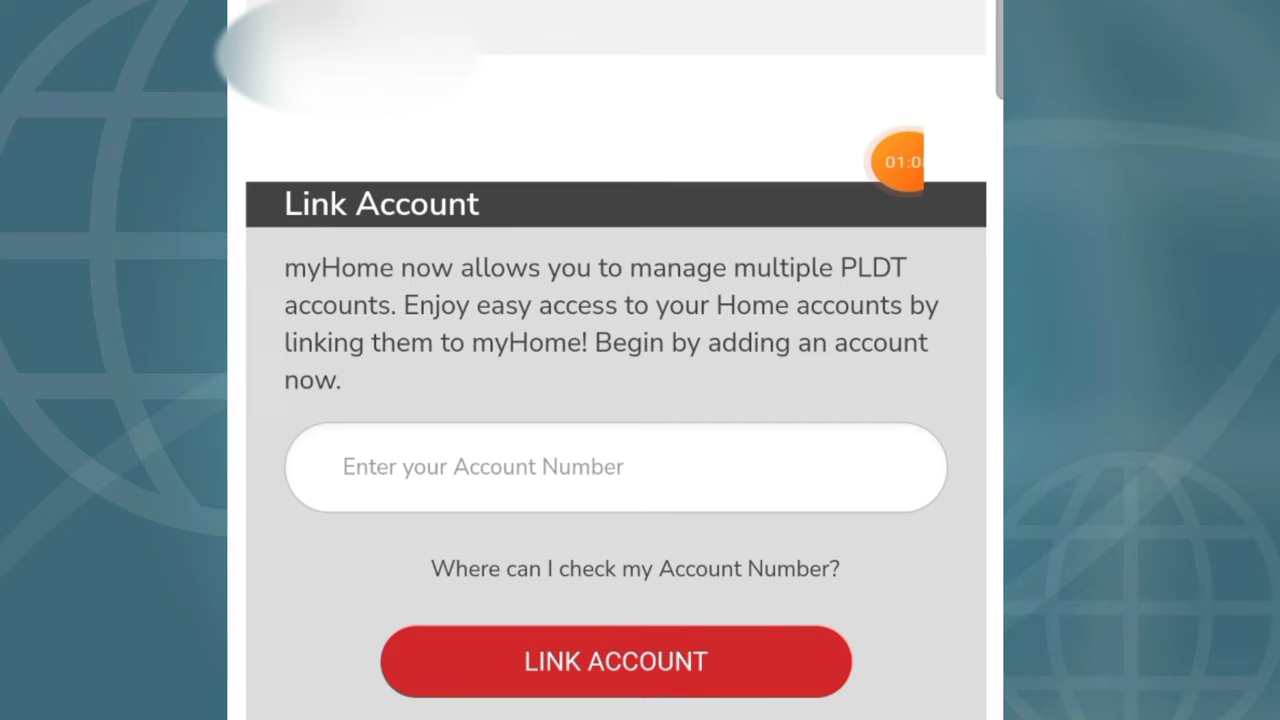 01:0
Link Account
myHome now allows you to manage multiple PLDT
accounts. Enjoy easy access to your Home accounts by
linking them to myHome! Begin by adding an account
now.
Enter your Account Number
Where can I check my Account Number?
LINK ACCOUNT